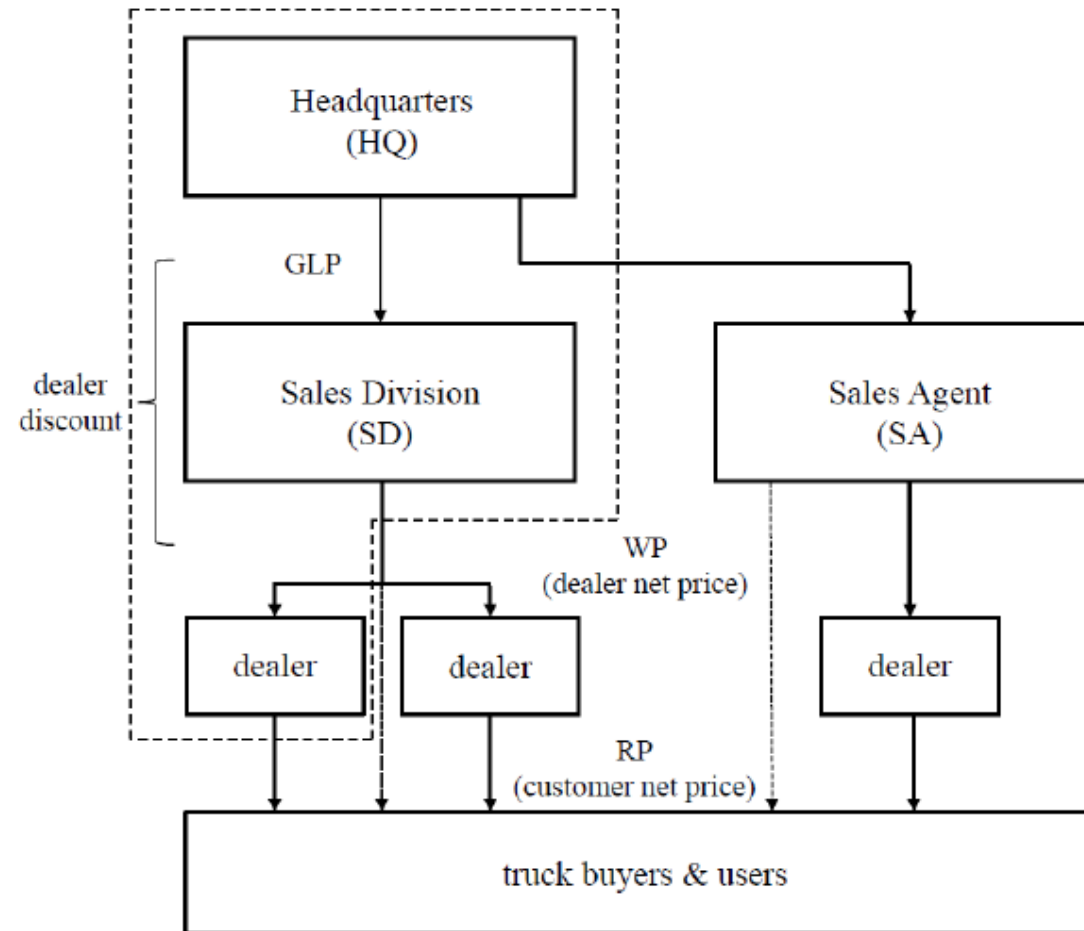 Headquarters
(HQ)
GLP
dealer
discount
Sales Division
(SD)
Sales Agent
(SA)
WP
(dealer net price)
dealer
dealer
dealer
RP
(customer net price)
truck buyers & users